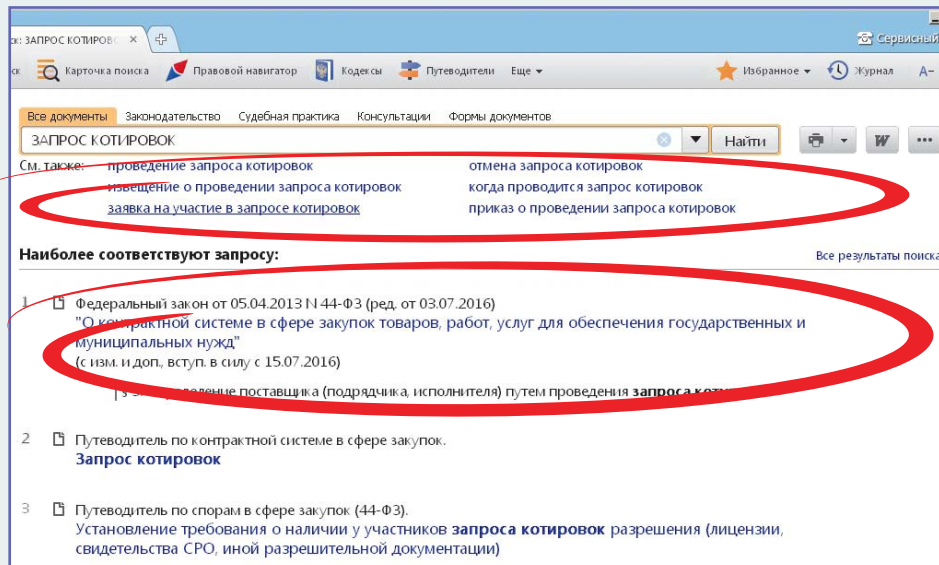 ск: ЗАПРОС КОТИРОВС
Сервисный
ск Карточка поиска Правовой навигатор Кодексы Путеводители Еще Избранное Журнал А-
Все документы Законодательство Судебная практика Консультации Формы документов
ЗАПРОС КОТИРОВОК Найти W
См. также: проведение запроса котировок отмена запроса котировок
извещение о проведении запроса котировок когда проводится запрос котировок
заявка на участие в запросе котировок приказ о проведении запроса котировок
Наиболее соответствуют запросу: Все результаты поиска
1 Федеральный закон от 05.04.2013 N 44-ФЗ (ред. от 03.07.2016)
"О контрактной системе в сфере закупок товаров, работ, услуг для обеспечения государственных и
муниципальных нужд"
(с изм. и доп., вступ. в силу с 15.07.2016)
поставщика (подрядчика, исполнителя) путем проведения запроса
2 Путеводитель по контрактной системе в сфере закупок.
Запрос котировок
3 Путеводитель по спорам в сфере закупок (44-ФЗ).
Установление требования о наличии у участников запроса котировок разрешения (лицензии,
свидетельства СРО, иной разрешительной документации)